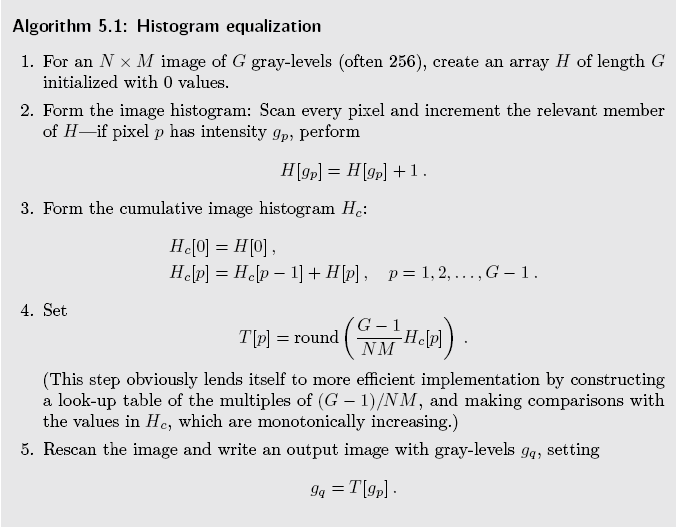 Algorithm 5.1: Histogram equalization
1. For an N × M image of G gray-levels (often 256), create an array H of length G
initialized with 0 values.
2. Form the image histogram: Scan every pixel and increment the relevant member
of H—if pixel p has intensity g_p, perform
H[g_p] = H[g_p] + 1 .
3. Form the cumulative image histogram H_c:
H_c[0] = H[0] ,
H_c[p] = H_c[p − 1] + H[p] ,   p = 1, 2, . . . , G − 1 .
4. Set
T[p] = round ( (G − 1)/(NM) H_c[p] ) .
(This step obviously lends itself to more efficient implementation by constructing
a look-up table of the multiples of (G − 1)/NM, and making comparisons with
the values in H_c, which are monotonically increasing.)
5. Rescan the image and write an output image with gray-levels g_q, setting
g_q = T[g_p] .